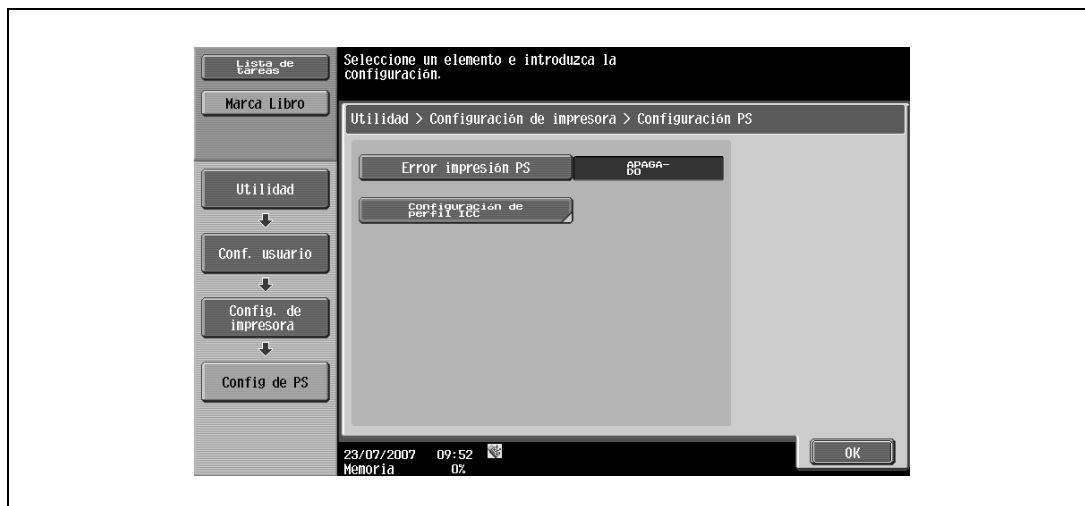 Lista de
tareas
Marca Libro
Utilidad
Conf. usuario
Config. de
impresora
Config de PS
Seleccione un elemento e introduzca la
configuración.
Utilidad > Configuración de impresora > Configuración PS
Error impresión PS
APAGA-
DO
Configuración de
perfil ICC
23/07/2007 09:52
Memoria 0%
OK